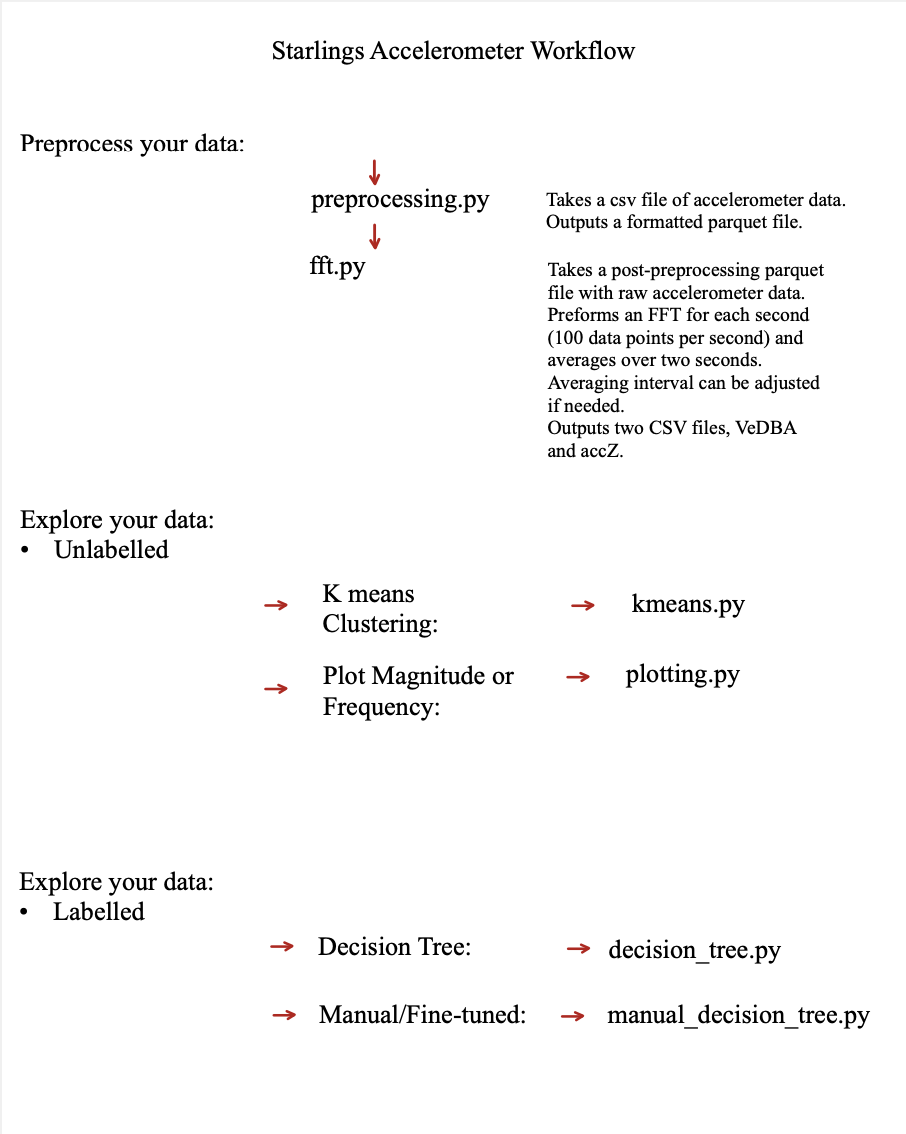 Starlings Accelerometer Workflow
Preprocess your data:
preprocessing.py
Takes a csv file of accelerometer data.
Outputs a formatted parquet file.
fft.py
Takes a post-preprocessing parquet
file with raw accelerometer data.
Preforms an FFT for each second
(100 data points per second) and
averages over two seconds.
Averaging interval can be adjusted
if needed.
Outputs two CSV files, VeDBA
and accZ.
Explore your data:
• Unlabelled
K means
Clustering:
kmeans.py
Plot Magnitude or
Frequency:
plotting.py
Explore your data:
• Labelled
Decision Tree:
decision_tree.py
Manual/Fine-tuned:
manual_decision_tree.py